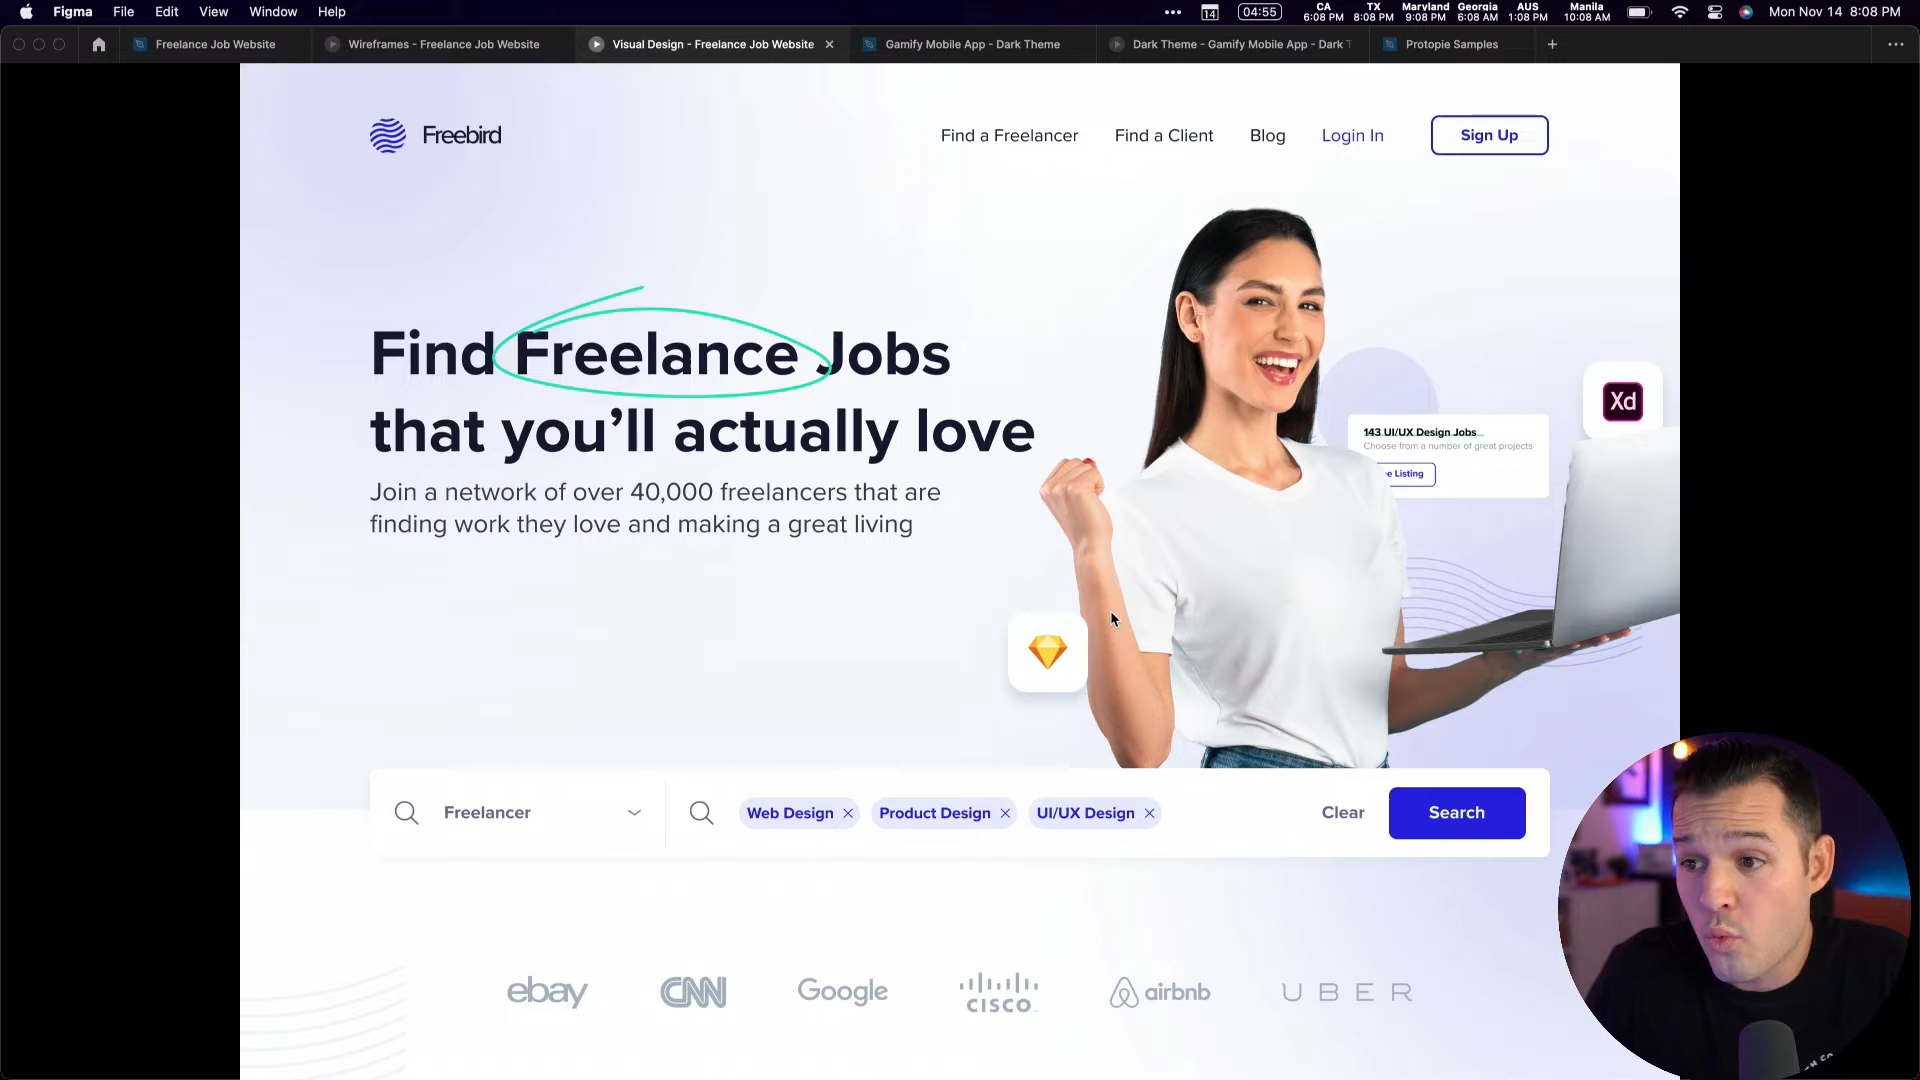 Figma File Edit View Window Help
14 04:55
CA TX Maryland Georgia AUS Manila
6:08 PM 8:08 PM 9:08 PM 6:08 AM 1:08 PM 10:08 AM
Mon Nov 14 8:08 PM
Freelance Job Website
Wireframes - Freelance Job Website
Visual Design - Freelance Job Website
Gamify Mobile App - Dark Theme
Dark Theme - Gamify Mobile App - Dark T
Protopie Samples
Freebird
Find a Freelancer
Find a Client
Blog
Login In
Sign Up
Find Freelance Jobs
that you’ll actually love
Join a network of over 40,000 freelancers that are
finding work they love and making a great living
Xd
143 UI/UX Design Jobs
Choose from a number of great projects
Listing
Freelancer
Web Design
Product Design
UI/UX Design
Clear
Search
ebay
CNN
Google
CISCO
airbnb
UBER